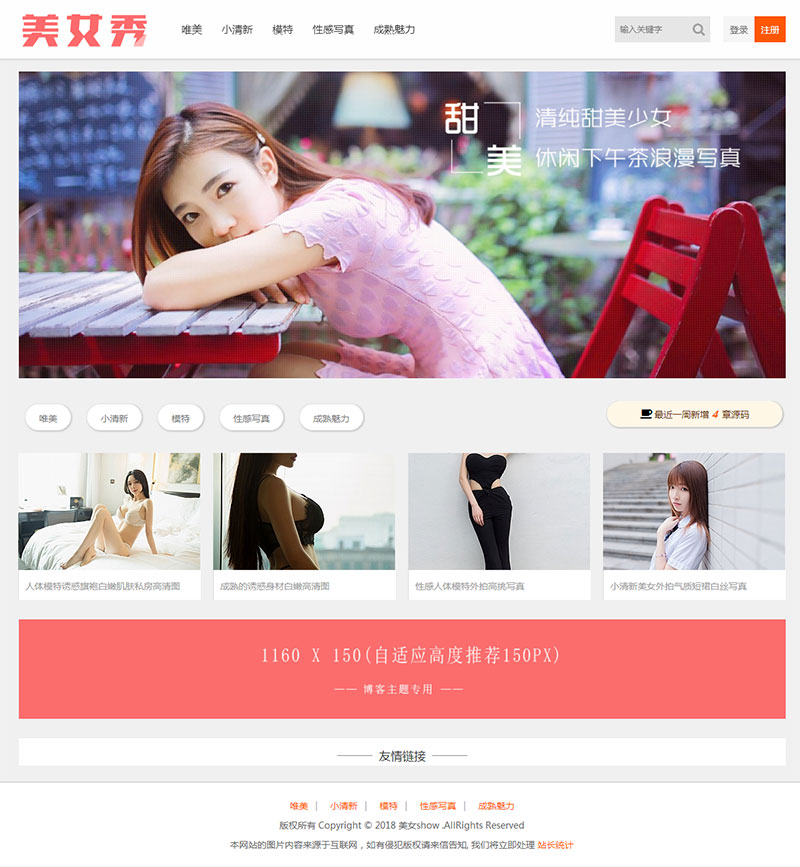 美女秀
唯美 小清新 模特 性感写真 成熟魅力
输入关键字
登录 注册
甜美
清纯甜美少女
休闲下午茶浪漫写真
唯美 小清新 模特 性感写真 成熟魅力
最近一周新增 4 章源码
人体模特诱惑旗袍白嫩肌肤私房高清图
成熟的诱惑身材白嫩高清图
性感人体模特外拍高挑写真
小清新美女外拍气质短裙白丝写真
1160 X 150(自适应高度推荐150PX)
—— 博客主题专用 ——
友情链接
唯美 | 小清新 | 模特 | 性感写真 | 成熟魅力
版权所有 Copyright © 2018 美女show .AllRights Reserved
本网站的图片内容来源于互联网，如有侵犯版权请来信告知, 我们将立即处理 站长统计